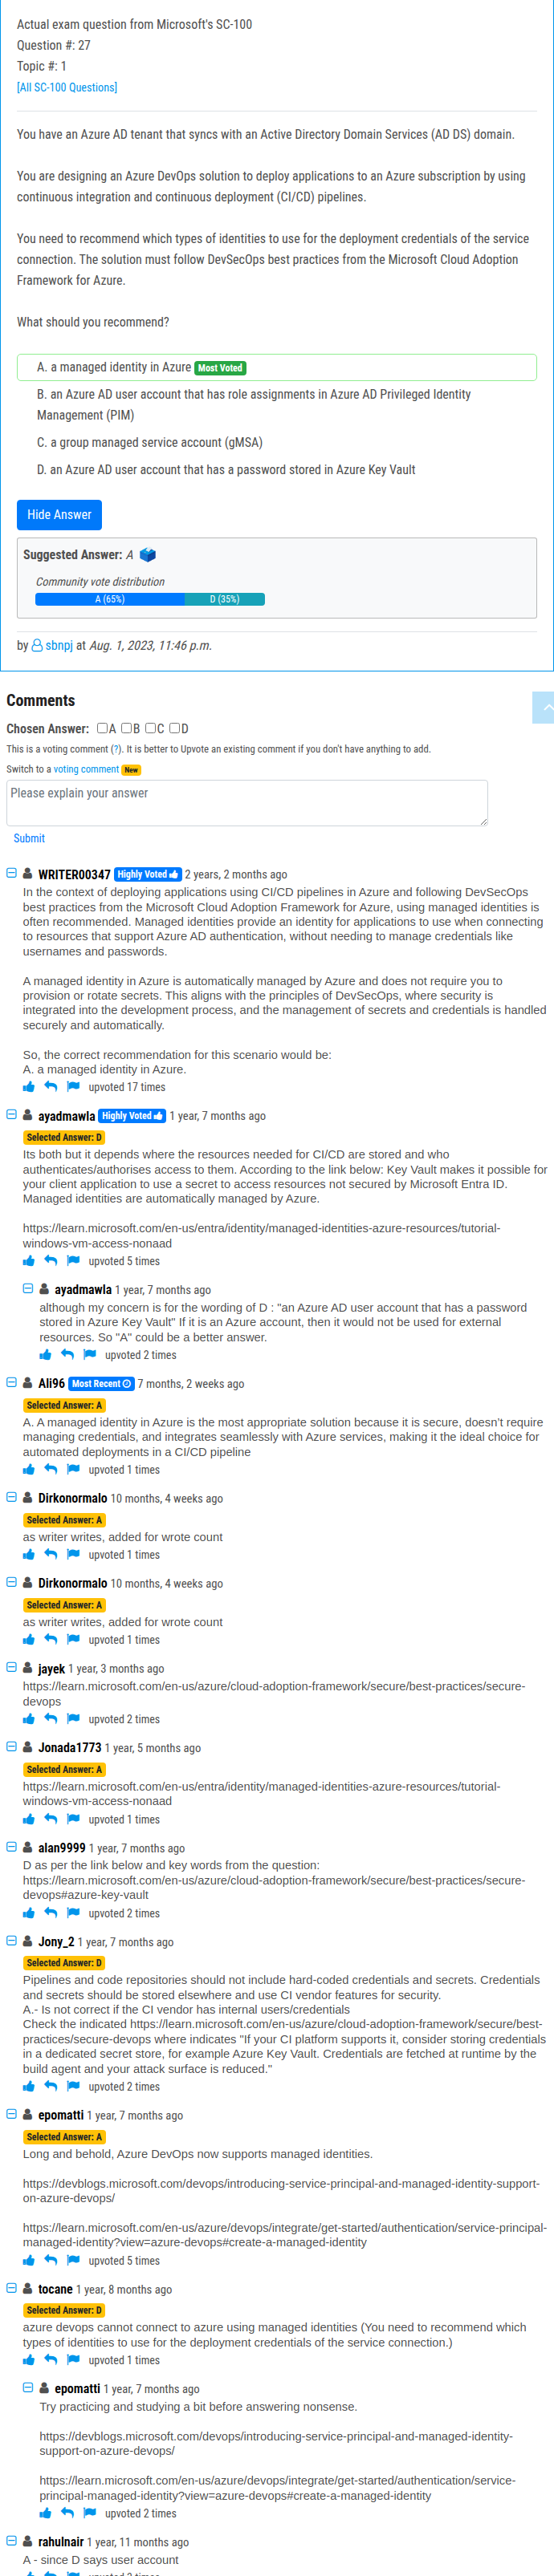 Actual exam question from Microsoft's SC-100
Question #: 27
Topic #: 1
[All SC-100 Questions]
You have an Azure AD tenant that syncs with an Active Directory Domain Services (AD DS) domain.
You are designing an Azure DevOps solution to deploy applications to an Azure subscription by using
continuous integration and continuous deployment (CI/CD) pipelines.
You need to recommend which types of identities to use for the deployment credentials of the service
connection. The solution must follow DevSecOps best practices from the Microsoft Cloud Adoption
Framework for Azure.
What should you recommend?
A. a managed identity in Azure Most Voted
B. an Azure AD user account that has role assignments in Azure AD Privileged Identity
Management (PIM)
C. a group managed service account (gMSA)
D. an Azure AD user account that has a password stored in Azure Key Vault
Hide Answer
Suggested Answer: A
Community vote distribution
A (65%) D (35%)
by sbnpj at Aug. 1, 2023, 11:46 p.m.
Comments
Chosen Answer: A B C D
This is a voting comment (?). It is better to Upvote an existing comment if you don't have anything to add.
Switch to a voting comment New
Please explain your answer
Submit
WRITER00347 Highly Voted 2 years, 2 months ago
In the context of deploying applications using CI/CD pipelines in Azure and following DevSecOps
best practices from the Microsoft Cloud Adoption Framework for Azure, using managed identities is
often recommended. Managed identities provide an identity for applications to use when connecting
to resources that support Azure AD authentication, without needing to manage credentials like
usernames and passwords.
A managed identity in Azure is automatically managed by Azure and does not require you to
provision or rotate secrets. This aligns with the principles of DevSecOps, where security is
integrated into the development process, and the management of secrets and credentials is handled
securely and automatically.
So, the correct recommendation for this scenario would be:
A. a managed identity in Azure.
upvoted 17 times
ayadmawla Highly Voted 1 year, 7 months ago
Selected Answer: D
Its both but it depends where the resources needed for CI/CD are stored and who
authenticates/authorises access to them. According to the link below: Key Vault makes it possible for
your client application to use a secret to access resources not secured by Microsoft Entra ID.
Managed identities are automatically managed by Azure.
https://learn.microsoft.com/en-us/entra/identity/managed-identities-azure-resources/tutorial-
windows-vm-access-nonaad
upvoted 5 times
ayadmawla 1 year, 7 months ago
although my concern is for the wording of D : "an Azure AD user account that has a password
stored in Azure Key Vault" If it is an Azure account, then it would not be used for external
resources. So "A" could be a better answer.
upvoted 2 times
Ali96 Most Recent 7 months, 2 weeks ago
Selected Answer: A
A. A managed identity in Azure is the most appropriate solution because it is secure, doesn't require
managing credentials, and integrates seamlessly with Azure services, making it the ideal choice for
automated deployments in a CI/CD pipeline
upvoted 1 times
Dirkonormalo 10 months, 4 weeks ago
Selected Answer: A
as writer writes, added for wrote count
upvoted 1 times
Dirkonormalo 10 months, 4 weeks ago
Selected Answer: A
as writer writes, added for wrote count
upvoted 1 times
jayek 1 year, 3 months ago
https://learn.microsoft.com/en-us/azure/cloud-adoption-framework/secure/best-practices/secure-
devops
upvoted 2 times
Jonada1773 1 year, 5 months ago
Selected Answer: A
https://learn.microsoft.com/en-us/entra/identity/managed-identities-azure-resources/tutorial-
windows-vm-access-nonaad
upvoted 1 times
alan9999 1 year, 7 months ago
D as per the link below and key words from the question:
https://learn.microsoft.com/en-us/azure/cloud-adoption-framework/secure/best-practices/secure-
devops#azure-key-vault
upvoted 2 times
Jony_2 1 year, 7 months ago
Selected Answer: D
Pipelines and code repositories should not include hard-coded credentials and secrets. Credentials
and secrets should be stored elsewhere and use CI vendor features for security.
A.- Is not correct if the CI vendor has internal users/credentials
Check the indicated https://learn.microsoft.com/en-us/azure/cloud-adoption-framework/secure/best-
practices/secure-devops where indicates "If your CI platform supports it, consider storing credentials
in a dedicated secret store, for example Azure Key Vault. Credentials are fetched at runtime by the
build agent and your attack surface is reduced."
upvoted 2 times
epomatti 1 year, 7 months ago
Selected Answer: A
Long and behold, Azure DevOps now supports managed identities.
https://devblogs.microsoft.com/devops/introducing-service-principal-and-managed-identity-support-
on-azure-devops/
https://learn.microsoft.com/en-us/azure/devops/integrate/get-started/authentication/service-principal-
managed-identity?view=azure-devops#create-a-managed-identity
upvoted 5 times
tocane 1 year, 8 months ago
Selected Answer: D
azure devops cannot connect to azure using managed identities (You need to recommend which
types of identities to use for the deployment credentials of the service connection.)
upvoted 1 times
epomatti 1 year, 7 months ago
Try practicing and studying a bit before answering nonsense.
https://devblogs.microsoft.com/devops/introducing-service-principal-and-managed-identity-
support-on-azure-devops/
https://learn.microsoft.com/en-us/azure/devops/integrate/get-started/authentication/service-
principal-managed-identity?view=azure-devops#create-a-managed-identity
upvoted 2 times
rahulnair 1 year, 11 months ago
A - since D says user account